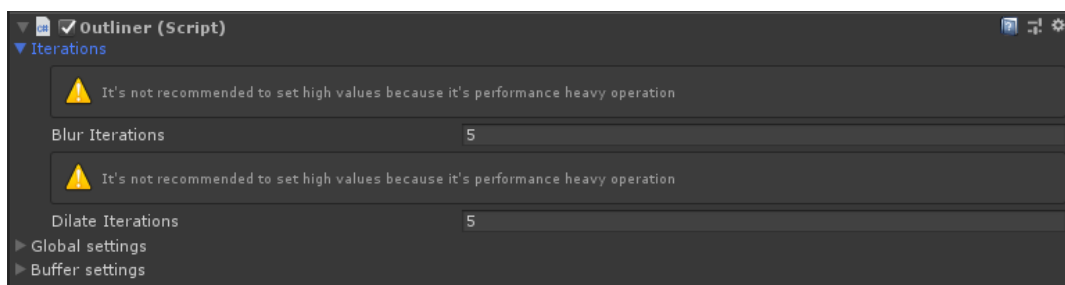 Outliner (Script)
Iterations
It's not recommended to set high values because it's performance heavy operation
Blur Iterations 5
It's not recommended to set high values because it's performance heavy operation
Dilate Iterations 5
Global settings
Buffer settings